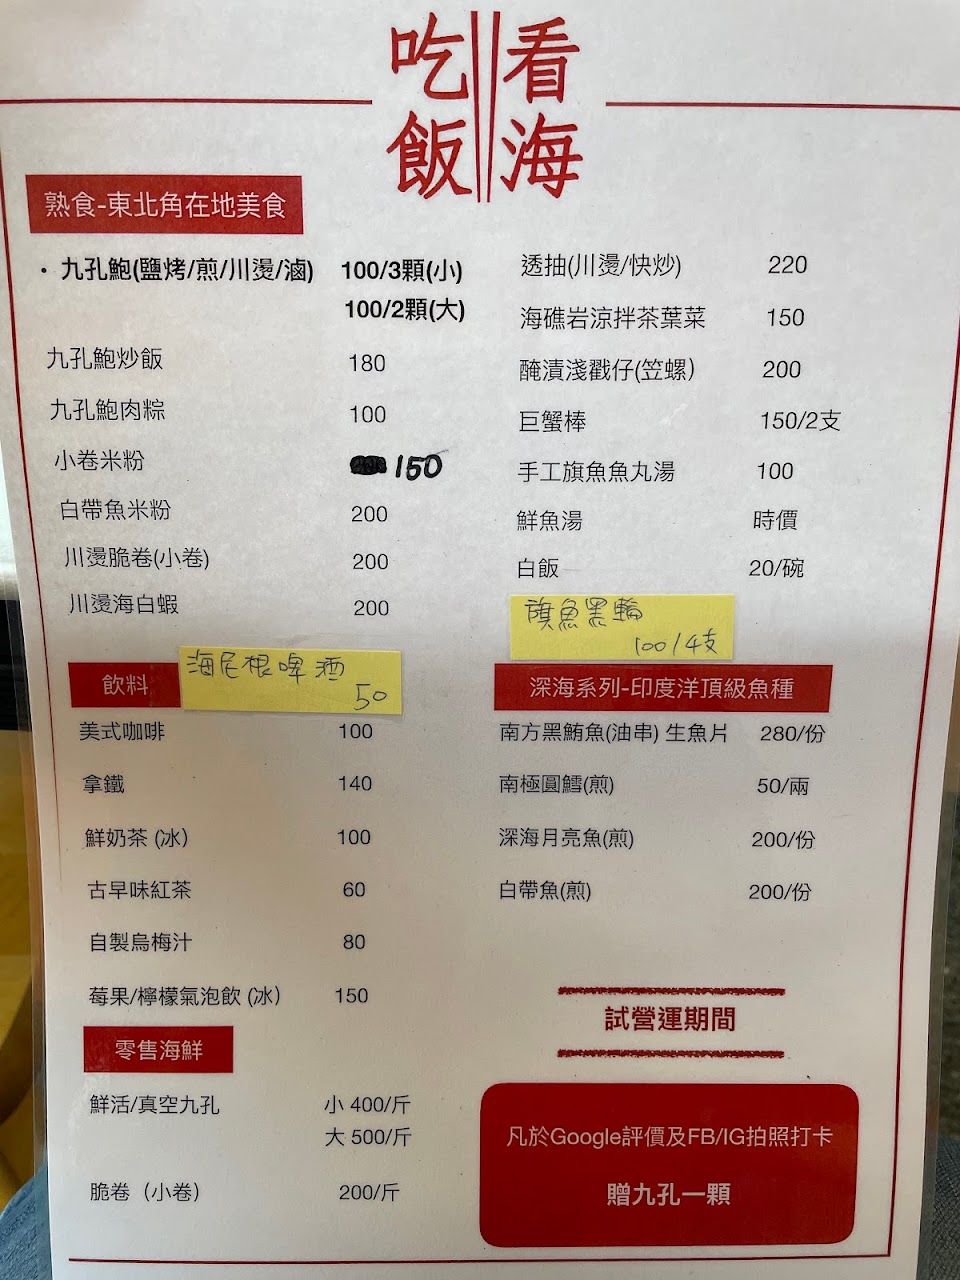 看海
吃飯
熟食-東北角在地美食
・九孔鮑(鹽烤/煎/川燙/滷) 100/3顆(小)
100/2顆(大)
九孔鮑炒飯 180
九孔鮑肉粽 100
小卷米粉 150
白帶魚米粉 200
川燙脆卷(小卷) 200
川燙海白蝦 200
透抽(川燙/快炒) 220
海礁岩涼拌茶葉菜 150
醃漬淺戳仔(笠螺) 200
巨蟹棒 150/2支
手工旗魚魚丸湯 100
鮮魚湯 時價
白飯 20/碗
旗魚黑輪
100/4支
飲料
海尼根啤酒
50
美式咖啡 100
拿鐵 140
鮮奶茶 (冰) 100
古早味紅茶 60
自製烏梅汁 80
莓果/檸檬氣泡飲 (冰) 150
深海系列-印度洋頂級魚種
南方黑鮪魚(油串) 生魚片 280/份
南極圓鱈(煎) 50/兩
深海月亮魚(煎) 200/份
白帶魚(煎) 200/份
零售海鮮
鮮活/真空九孔 小 400/斤
大 500/斤
脆卷（小卷） 200/斤
試營運期間
凡於Google評價及FB/IG拍照打卡
贈九孔一顆